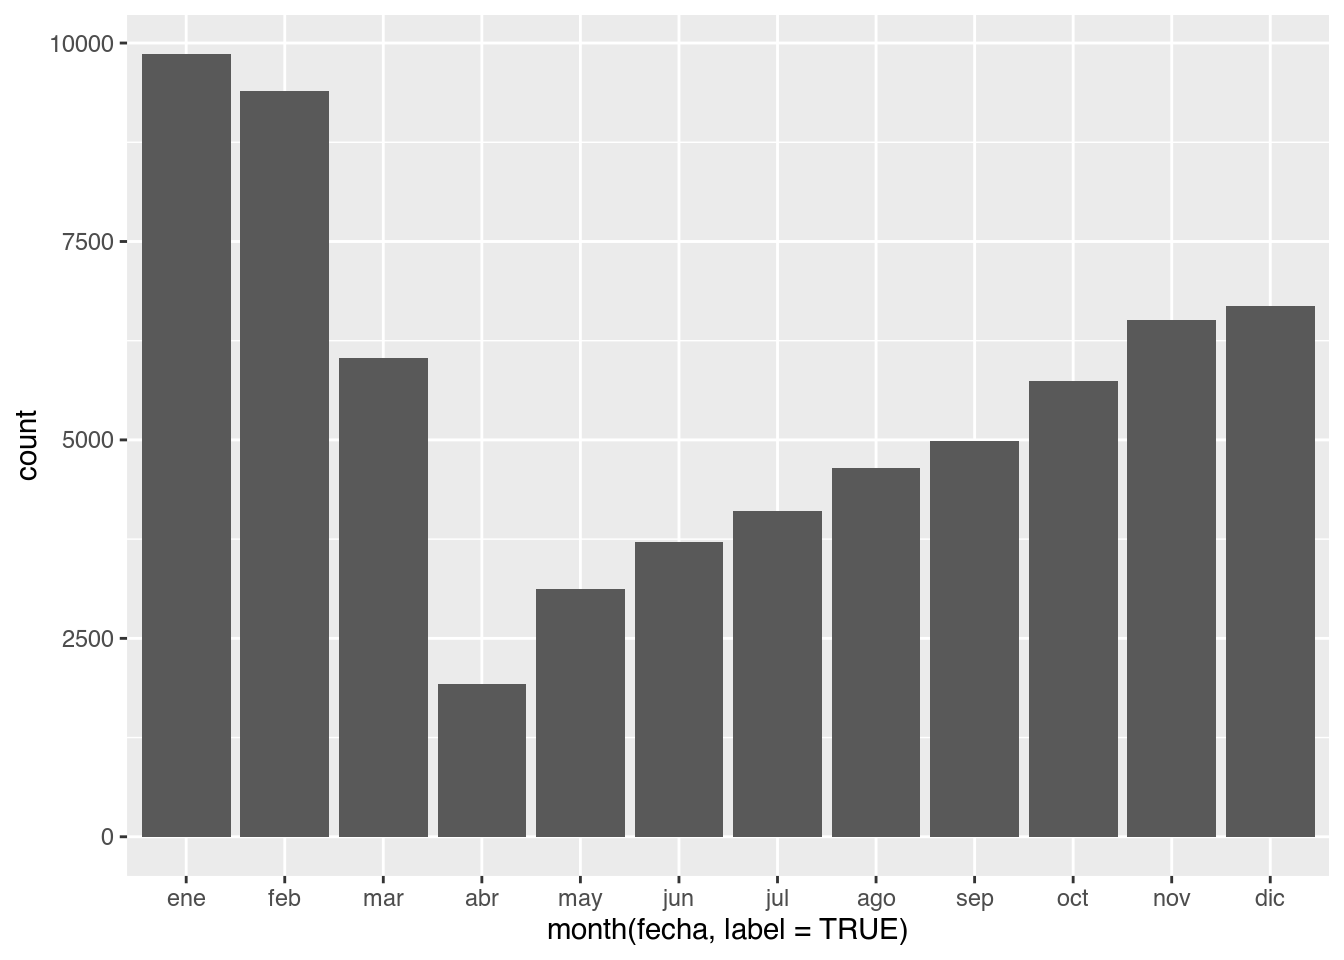 10000
7500
5000
2500
0
count
ene feb mar abr may jun jul ago sep oct nov dic
month(fecha, label = TRUE)